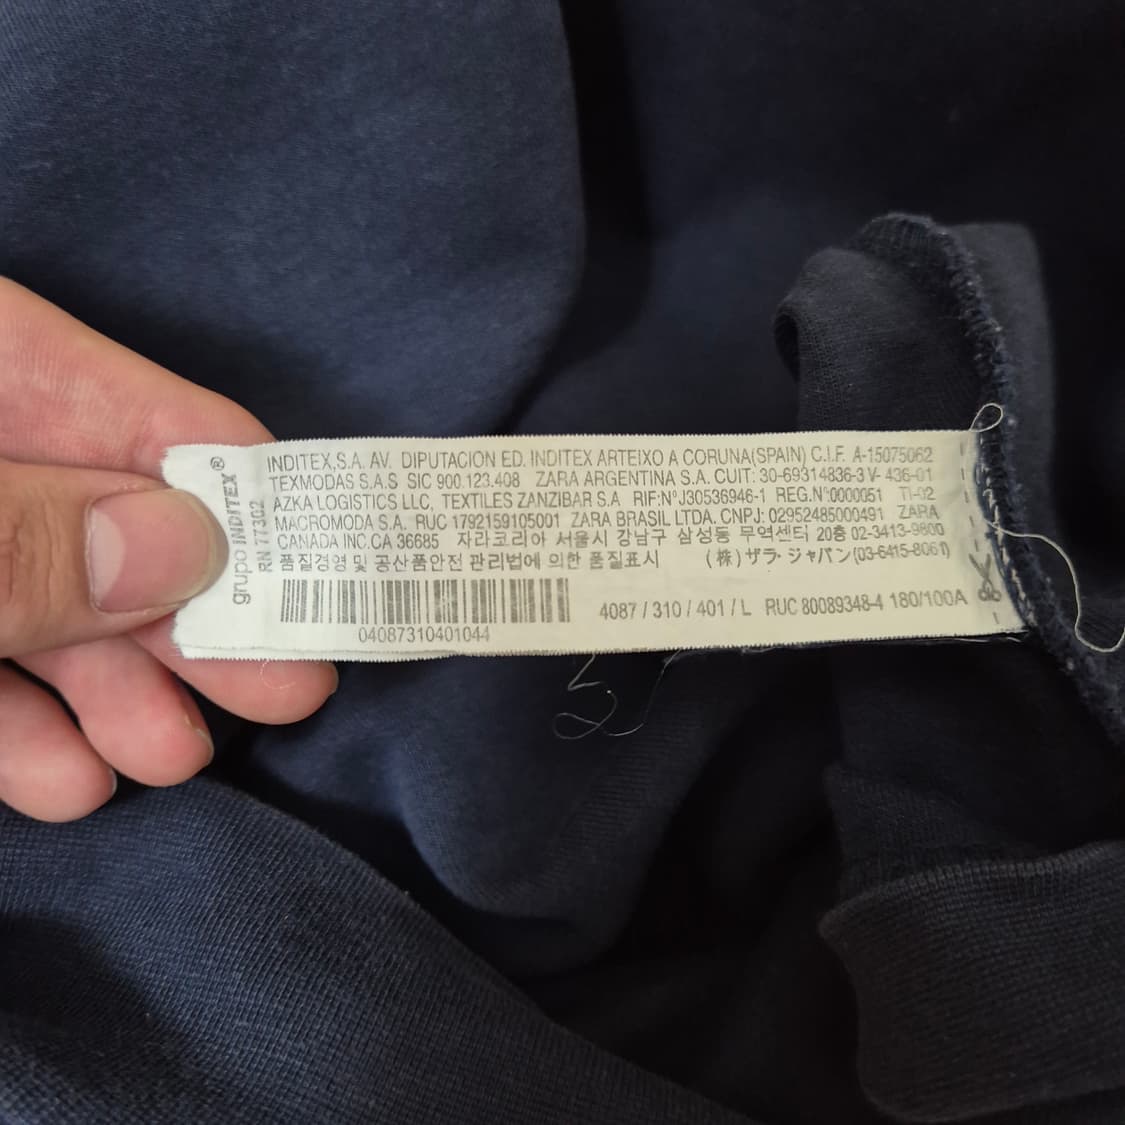 grupo INDITEX®
RN 77302
INDITEX,S.A. AV. DIPUTACION ED. INDITEX ARTEIXO A CORUNA(SPAIN) C.I.F. A-15075062
TEXMODAS S.A.S SIC 900.123.408 ZARA ARGENTINA S.A. CUIT: 30-69314836-3 V- 436-01
AZKA LOGISTICS LLC, TEXTILES ZANZIBAR S.A. RIF:N°J30536946-1 REG.N°:0000051 TI-02
MACROMODA S.A. RUC 1792159105001 ZARA BRASIL LTDA. CNPJ: 02952485000491 ZARA
CANADA INC.CA 36685 자라코리아 서울시 강남구 삼성동 무역센터 20층 02-3413-9800
품질경영 및 공산품안전 관리법에 의한 품질표시 (株)ザラ・ジャパン(03-6415-8061)
4087 / 310 / 401 / L RUC 80089348-4 180/100A
04087310401044